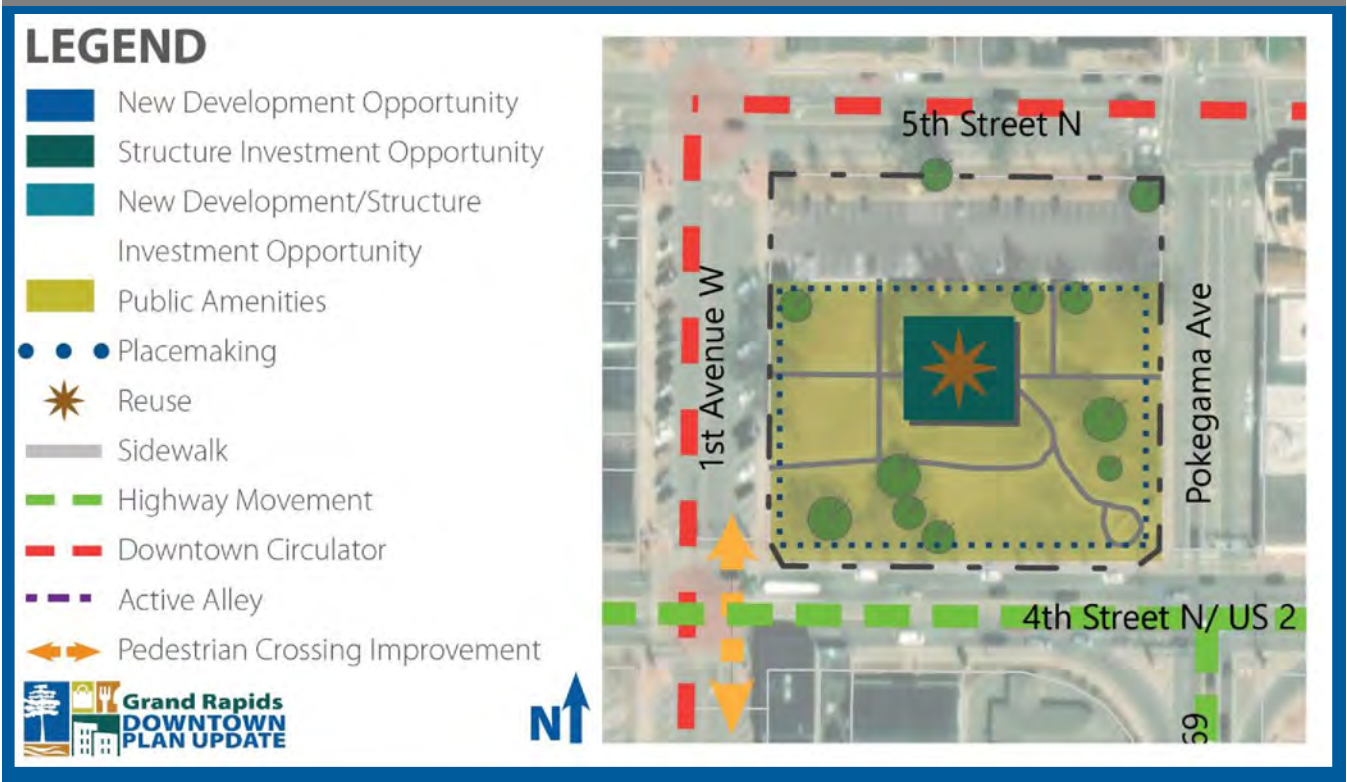 LEGEND
New Development Opportunity
Structure Investment Opportunity
New Development/Structure
Investment Opportunity
Public Amenities
Placemaking
Reuse
Sidewalk
Highway Movement
Downtown Circulator
Active Alley
Pedestrian Crossing Improvement
Grand Rapids
DOWNTOWN
PLAN UPDATE
N
5th Street N
1st Avenue W
Pokegama Ave
4th Street N/ US 2
69